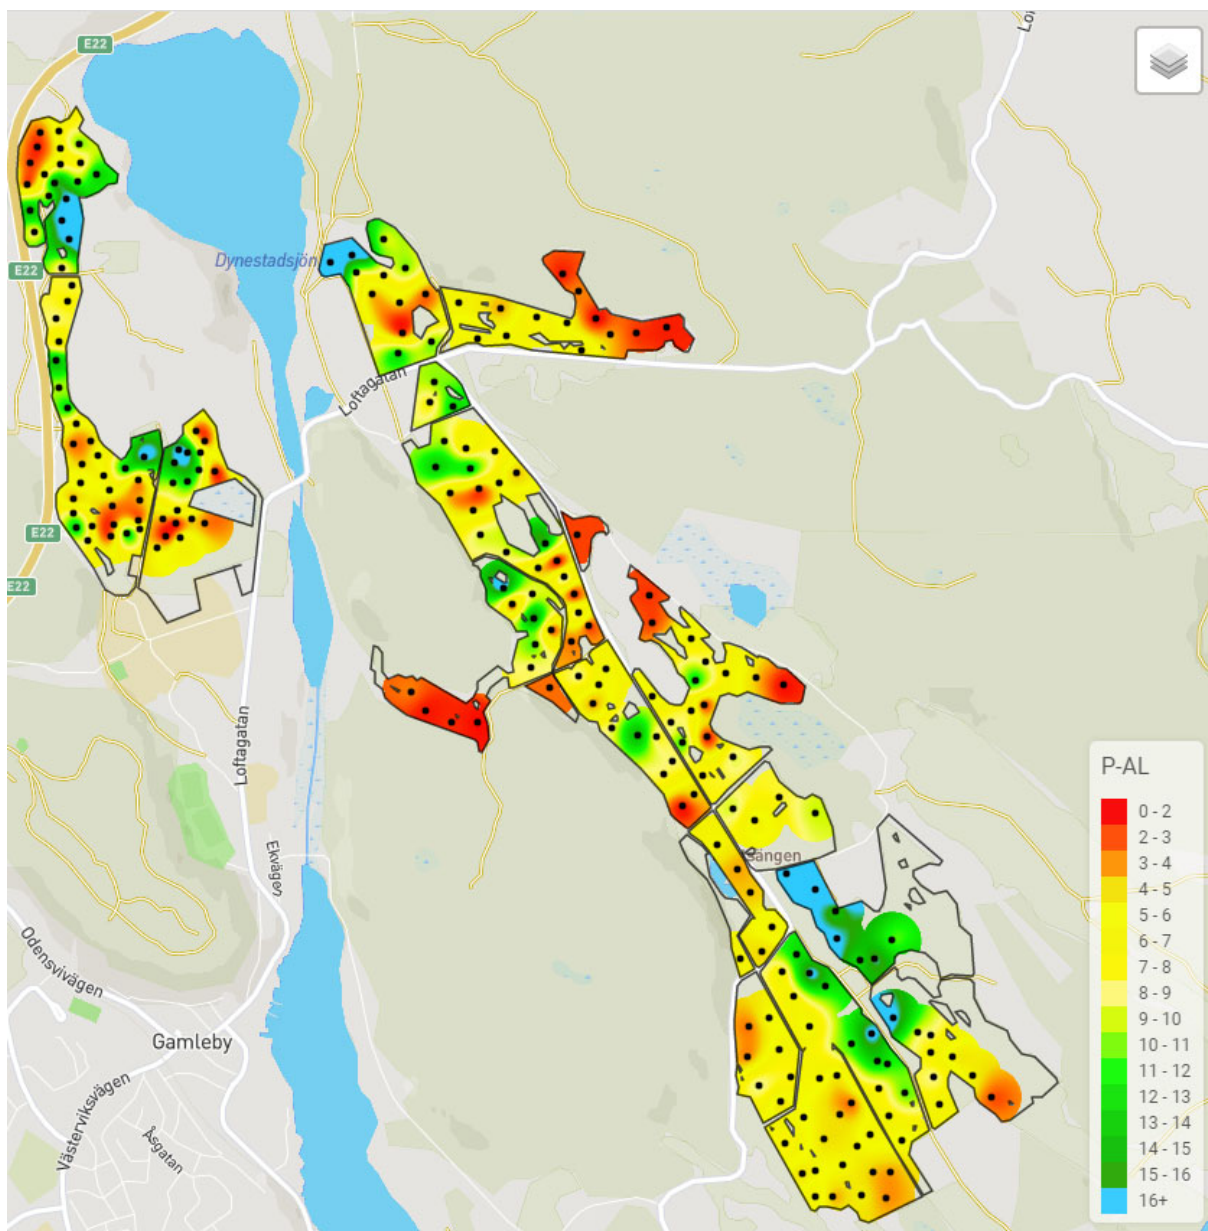 E22
Lo
Dynestadsjön
E22
Loftagatan
E22
E22
Loftagatan
P-AL
0 - 2
2 - 3
3 - 4
4 - 5
5 - 6
6 - 7
7 - 8
8 - 9
9 - 10
10 - 11
11 - 12
12 - 13
13 - 14
14 - 15
15 - 16
16+
Ekvägen
sängen
Odensvivägen
Gamleby
Västerviksvägen
Åsgatan